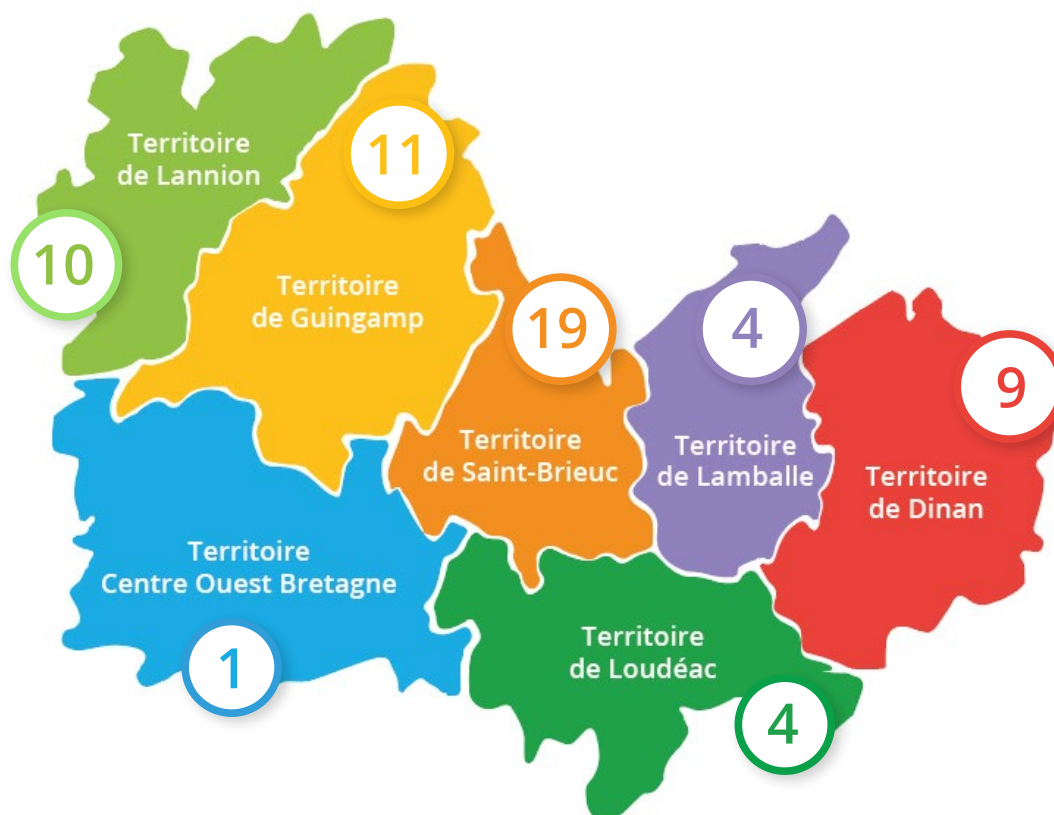 Territoire
de Lannion
11
10
Territoire
de Guingamp
19
4
9
Territoire
de Saint-Brieuc
Territoire
de Lamballe
Territoire
de Dinan
Territoire
Centre Ouest Bretagne
1
Territoire
de Loudéac
4